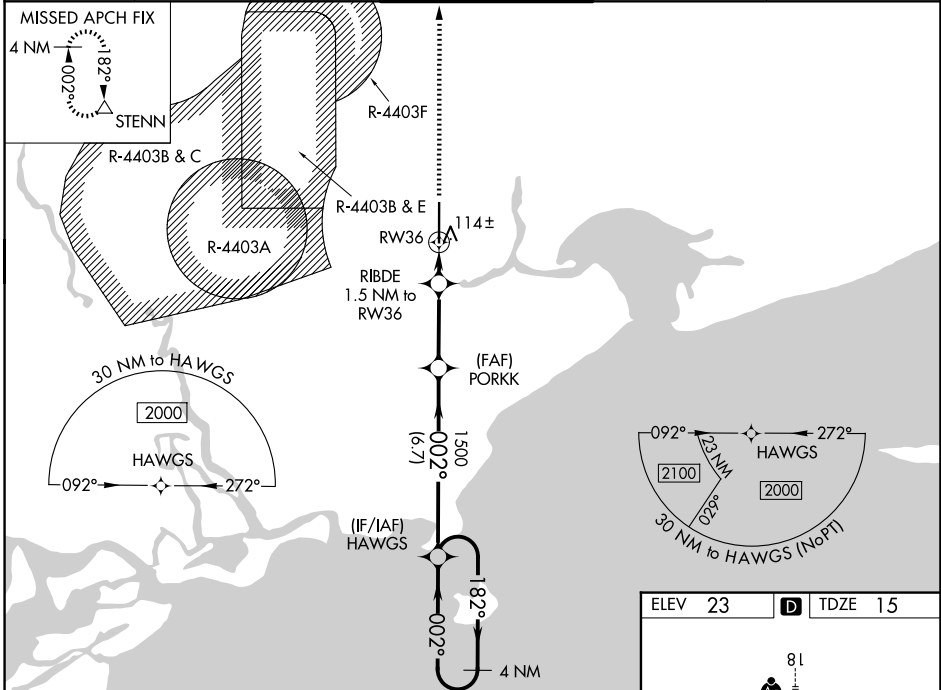 MISSED APCH FIX
4 NM
002°
182°
STENN
R-4403F
R-4403B & C
R-4403B & E
R-4403A
114±
RW36
RIBDE
1.5 NM to
RW36
(FAF)
PORKK
30 NM to HAWGS
2000
HAWGS
092°
272°
1500
002°
(6.7)
092°
272°
HAWGS
23 NM
2100
2000
029°
30 NM to HAWGS (NoPT)
(IF/IAF)
HAWGS
182°
002°
4 NM
ELEV 23
D
TDZE 15
18